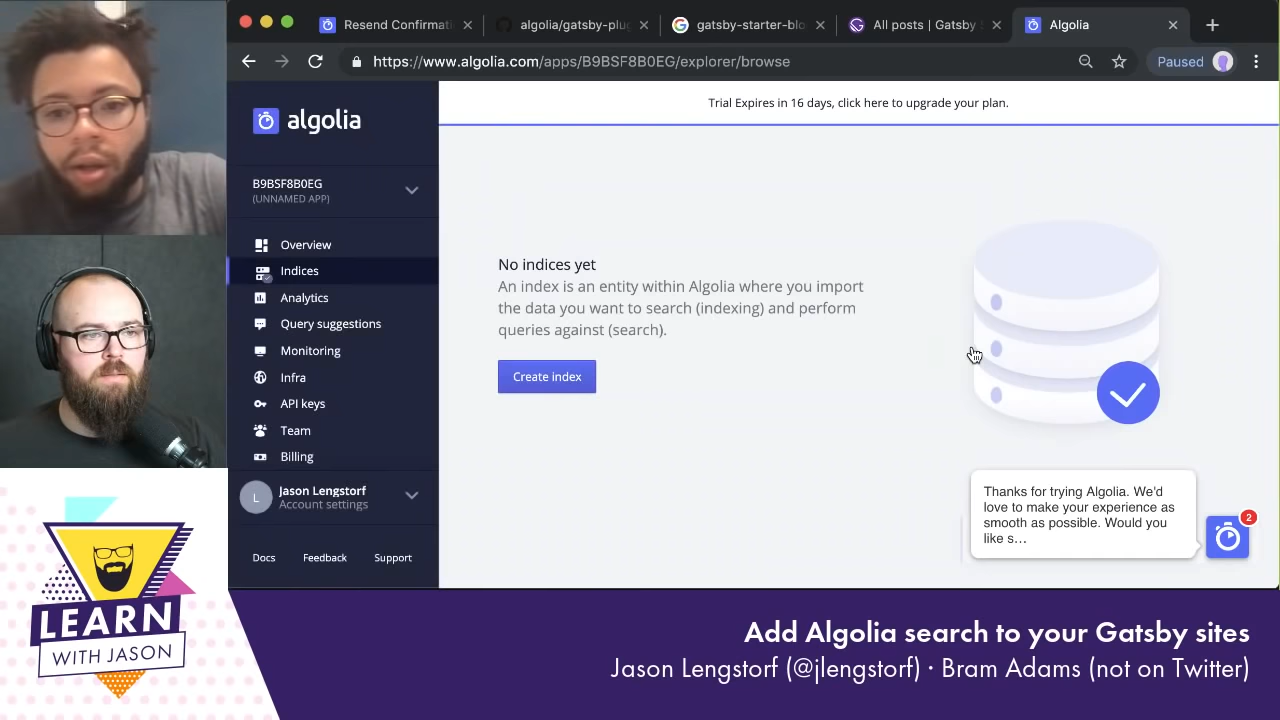 Resend Confirmati
algolia/gatsby-plu
gatsby-starter-blo
All posts | Gatsby S
Algolia
https://www.algolia.com/apps/B9BSF8B0EG/explorer/browse
Paused
algolia
Trial Expires in 16 days, click here to upgrade your plan.
B9BSF8B0EG
(UNNAMED APP)
Overview
Indices
Analytics
Query suggestions
Monitoring
Infra
API keys
Team
Billing
L
Jason Lengstorf
Account settings
Docs
Feedback
Support
No indices yet
An index is an entity within Algolia where you import
the data you want to search (indexing) and perform
queries against (search).
Create index
Thanks for trying Algolia. We'd
love to make your experience as
smooth as possible. Would you
like s...
2
LEARN
WITH JASON
Add Algolia search to your Gatsby sites
Jason Lengstorf (@jlengstorf) · Bram Adams (not on Twitter)